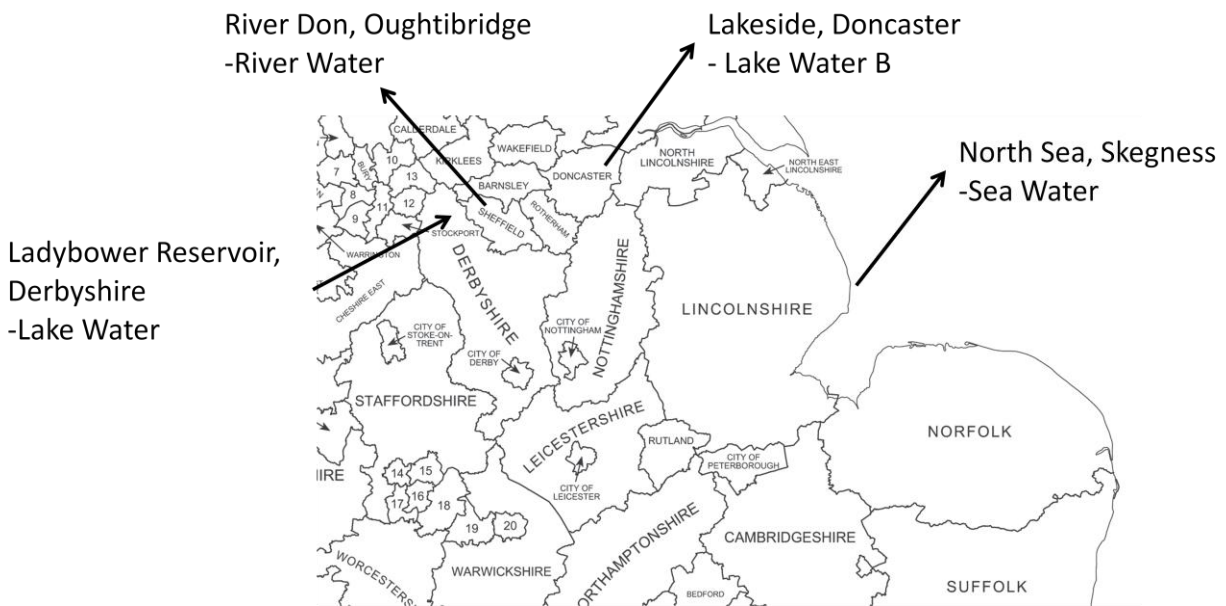 River Don, Oughtibridge
-River Water
Lakeside, Doncaster
- Lake Water B
North Sea, Skegness
-Sea Water
Ladybower Reservoir,
Derbyshire
-Lake Water
CALDERDALE
KIRKLEES
WAKEFIELD
BARNSLEY
DONCASTER
NORTH
LINCOLNSHIRE
NORTH EAST
LINCOLNSHIRE
BURY
10
7
13
8
12
11
9
SHEFFIELD
ROTHERHAM
STOCKPORT
WARRINGTON
CHESHIRE EAST
DERBYSHIRE
NOTTINGHAMSHIRE
LINCOLNSHIRE
CITY OF
STOKE-ON-
TRENT
CITY OF
NOTTINGHAM
CITY OF
DERBY
STAFFORDSHIRE
LEICESTERSHIRE
RUTLAND
CITY OF
PETERBOROUGH
NORFOLK
CITY OF
LEICESTER
IRE
14
15
16
17
18
19
20
WORCESTERS
WARWICKSHIRE
ORTHAMPTONSHIRE
BEDFORD
CAMBRIDGESHIRE
SUFFOLK